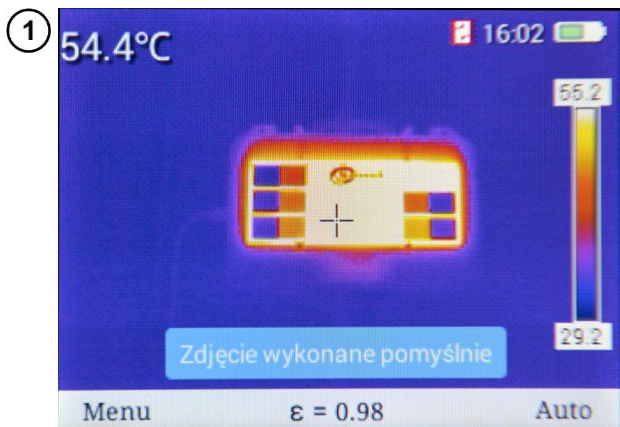 1
54.4°C
16:02
55.2
29.2
Zdjęcie wykonane pomyślnie
Menu
ε = 0.98
Auto